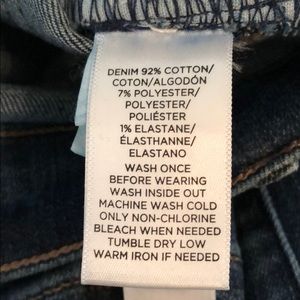 DENIM 92% COTTON/
COTON/ALGODÓN
7% POLYESTER/
POLYESTER/
POLIÉSTER
1% ELASTANE/
ÉLASTHANNE/
ELASTANO
WASH ONCE
BEFORE WEARING
WASH INSIDE OUT
MACHINE WASH COLD
ONLY NON-CHLORINE
BLEACH WHEN NEEDED
TUMBLE DRY LOW
WARM IRON IF NEEDED